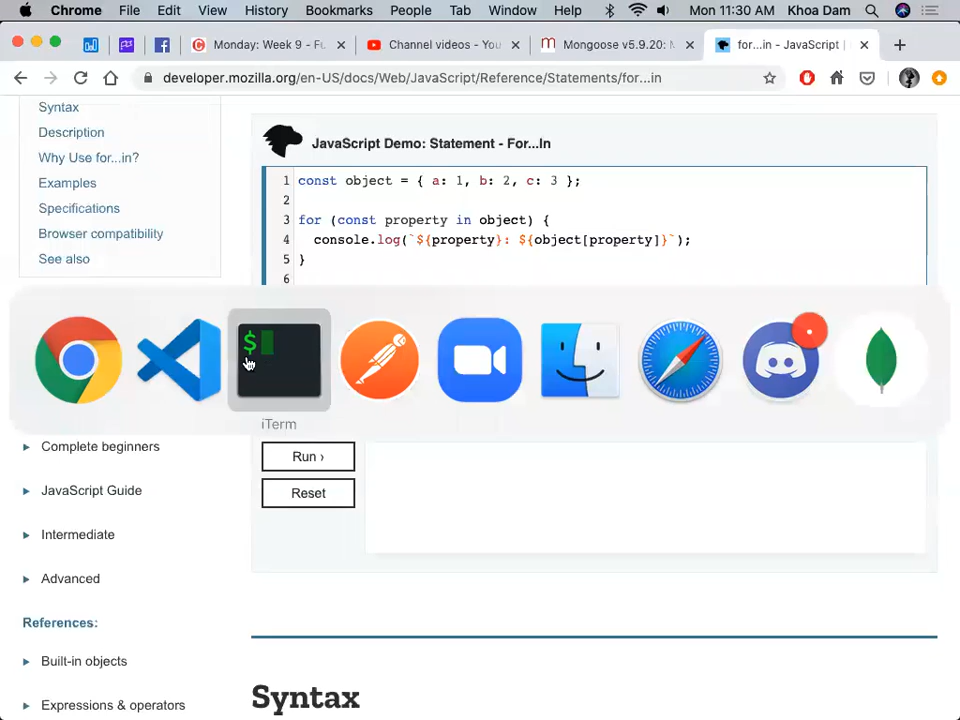 Chrome File Edit View History Bookmarks People Tab Window Help Mon 11:30 AM Khoa Dam
Monday: Week 9 - Fu
Channel videos - You
Mongoose v5.9.20:
for...in - JavaScript
developer.mozilla.org/en-US/docs/Web/JavaScript/Reference/Statements/for...in
Syntax
Description
Why Use for...in?
Examples
Specifications
Browser compatibility
See also
JavaScript Demo: Statement - For...In
1 const object = { a: 1, b: 2, c: 3 };
2
3 for (const property in object) {
4 console.log(`${property}: ${object[property]}`);
5 }
6
$
iTerm
Complete beginners
JavaScript Guide
Intermediate
Advanced
References:
Built-in objects
Expressions & operators
Run ›
Reset
Syntax